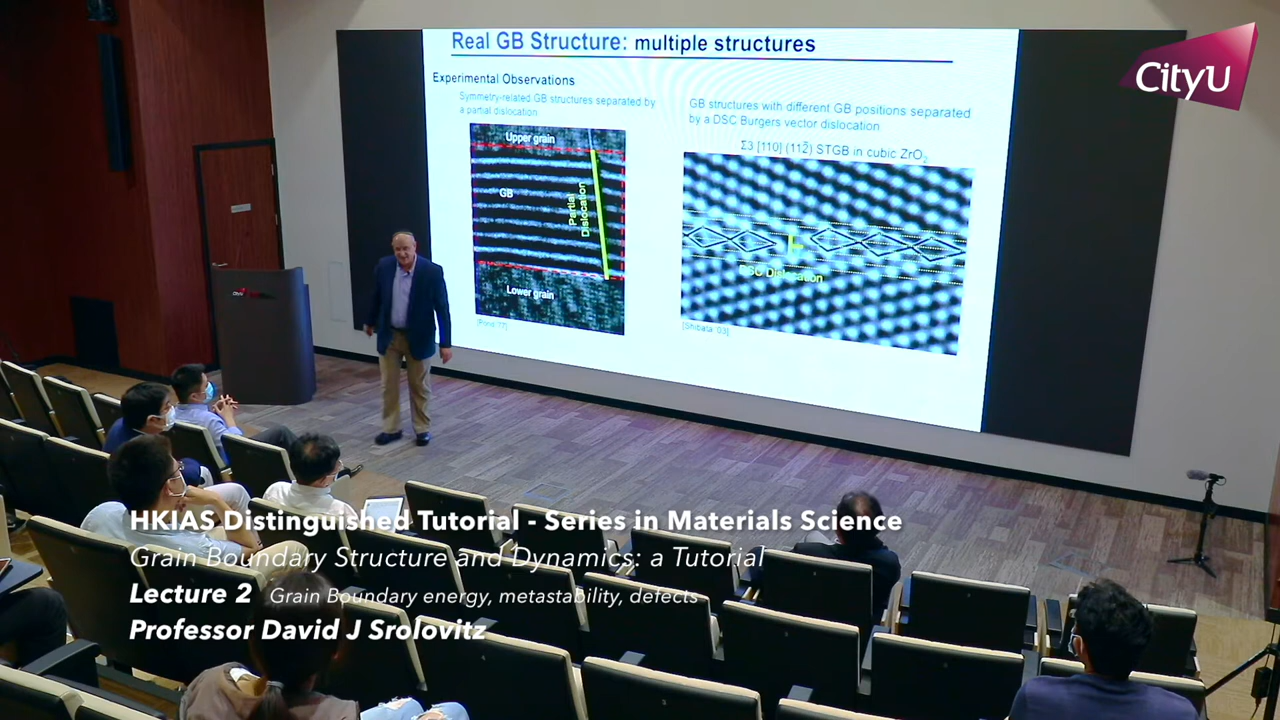 Real GB Structure: multiple structures
CityU
Experimental Observations
Symmetry-related GB structures separated by
a partial dislocation
GB structures with different GB positions separated
by a DSC Burgers vector dislocation
Σ3 [110] (112̄) STGB in cubic ZrO₂
Upper grain
GB
Partial
Dislocation
Lower grain
[Pond 77]
DSC Dislocation
[Shibata 03]
CityU
HKIAS Distinguished Tutorial - Series in Materials Science
Grain Boundary Structure and Dynamics: a Tutorial
Lecture 2 Grain Boundary energy, metastability, defects
Professor David J Srolovitz